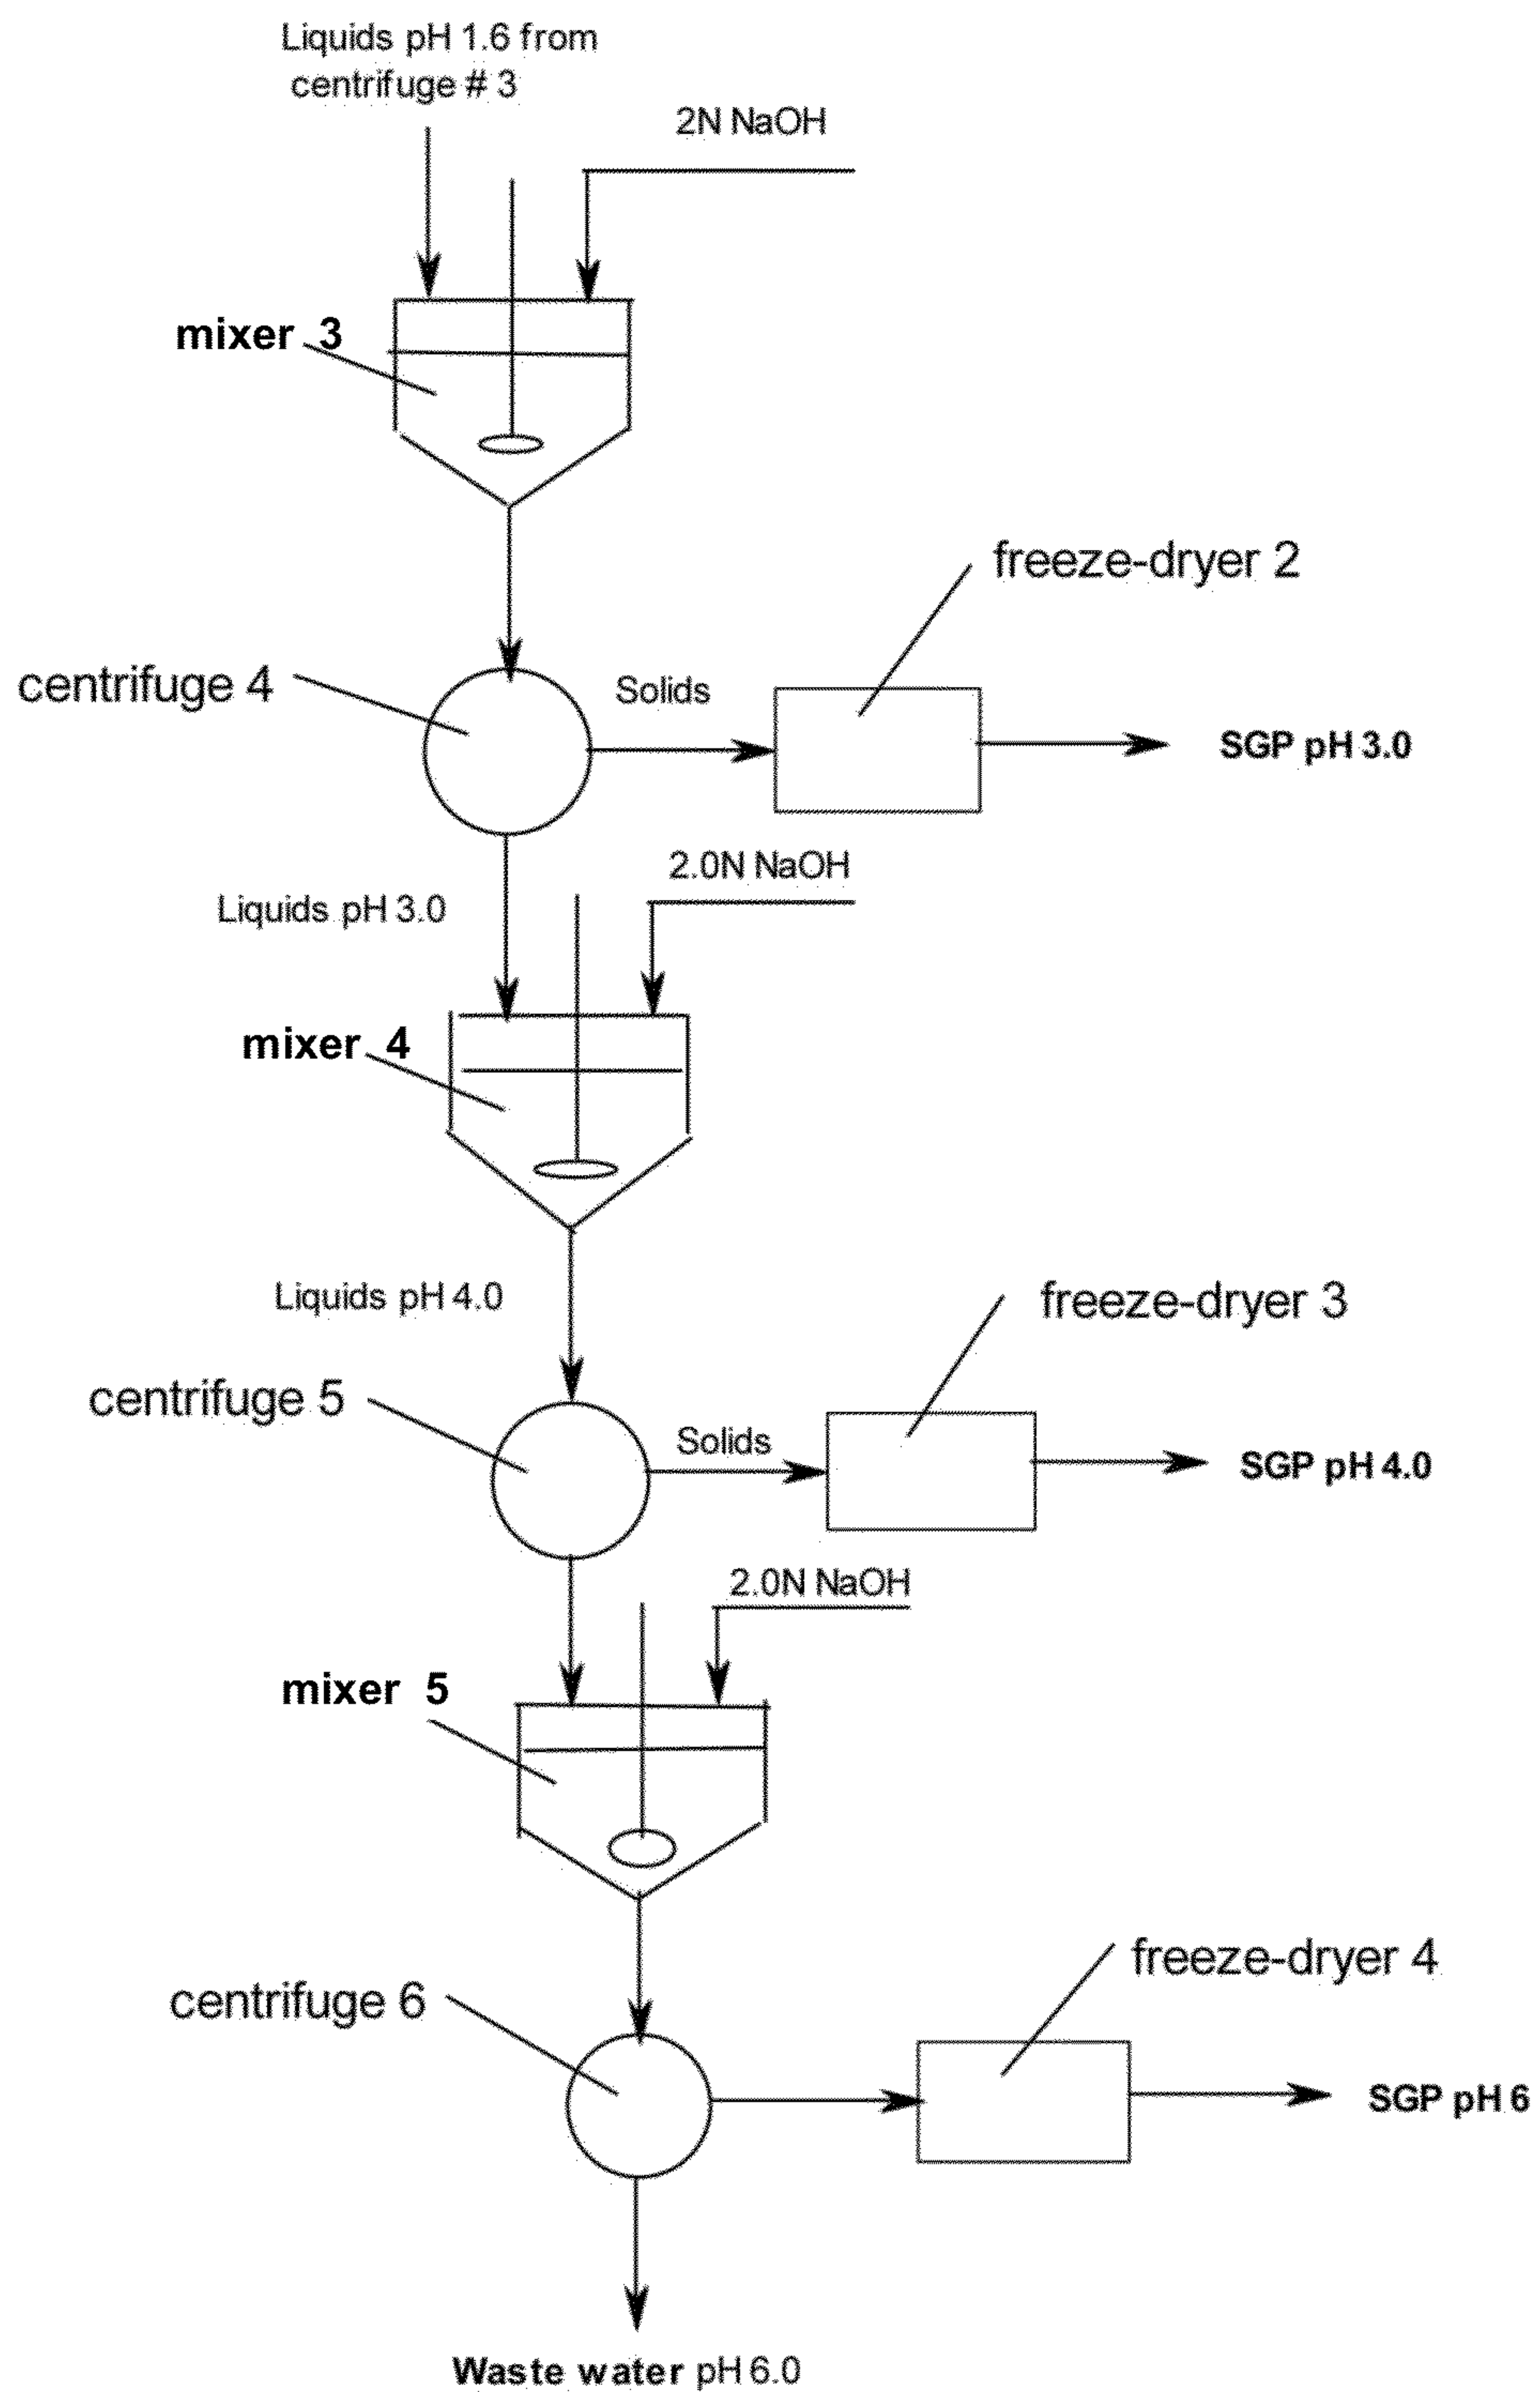 Liquids pH 1.6 from
centrifuge # 3
2N NaOH
mixer 3
freeze-dryer 2
centrifuge 4
Solids
SGP pH 3.0
2.0N NaOH
Liquids pH 3.0
mixer 4
Liquids pH 4.0
freeze-dryer 3
centrifuge 5
Solids
SGP pH 4.0
2.0N NaOH
mixer 5
freeze-dryer 4
centrifuge 6
SGP pH 6
Waste water pH 6.0